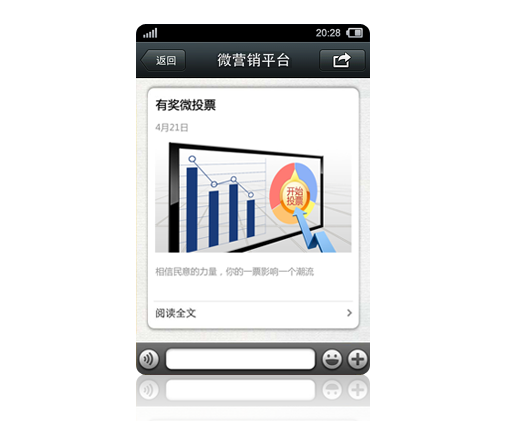 20:28
返回
微营销平台
有奖微投票
4月21日
开始
投票
相信民意的力量，你的一票影响一个潮流
阅读全文